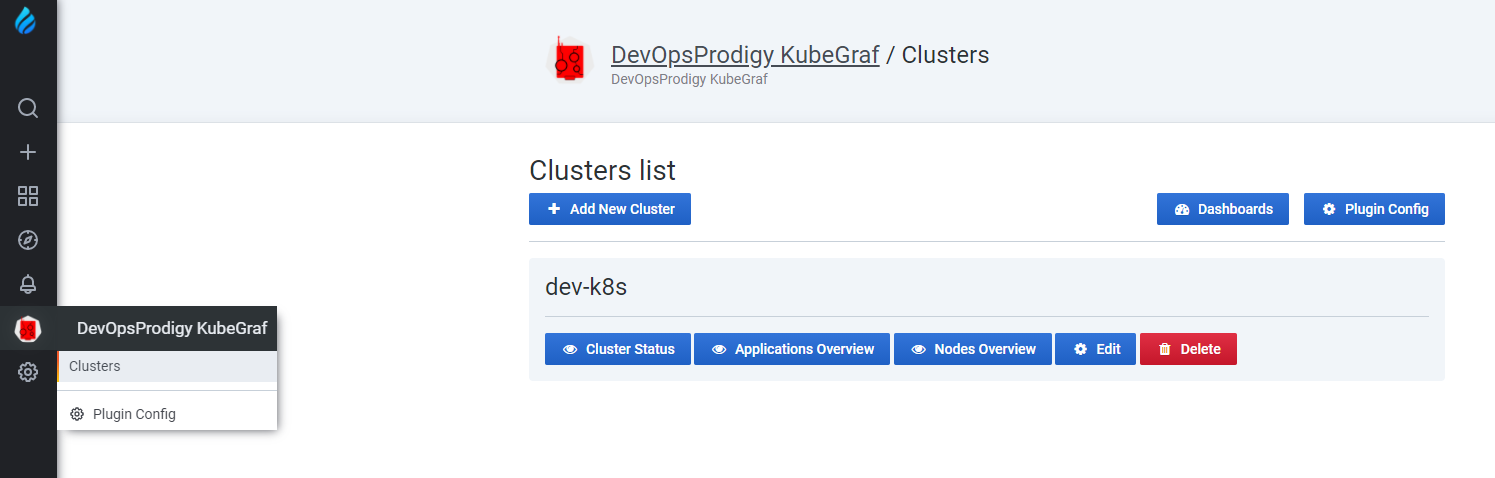 DevOpsProdigy KubeGraf / Clusters
DevOpsProdigy KubeGraf
Clusters list
Add New Cluster
Dashboards
Plugin Config
dev-k8s
Cluster Status
Applications Overview
Nodes Overview
Edit
Delete
DevOpsProdigy KubeGraf
Clusters
Plugin Config